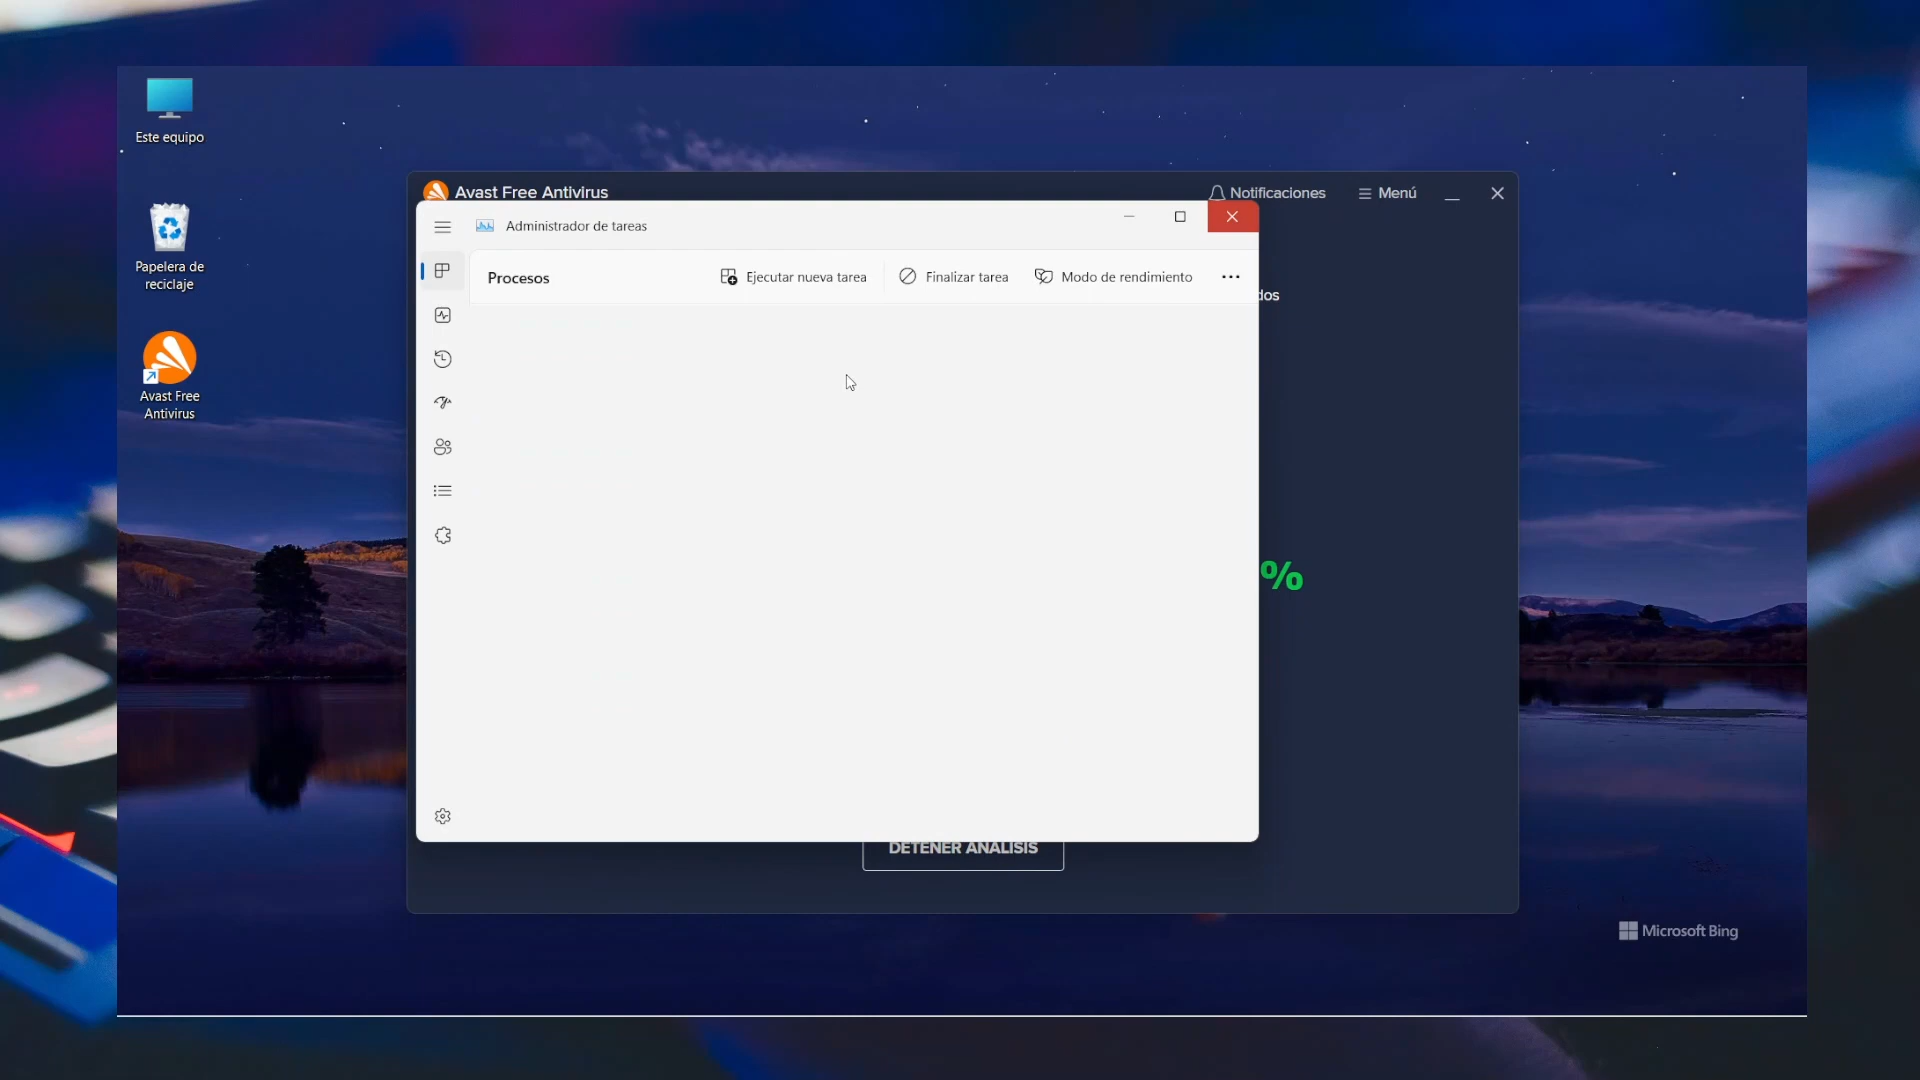 Este equipo
Papelera de
reciclaje
Avast Free
Antivirus
Avast Free Antivirus
Notificaciones
Menú
Administrador de tareas
Procesos
Ejecutar nueva tarea
Finalizar tarea
Modo de rendimiento
dos
%
DETENER ANÁLISIS
Microsoft Bing